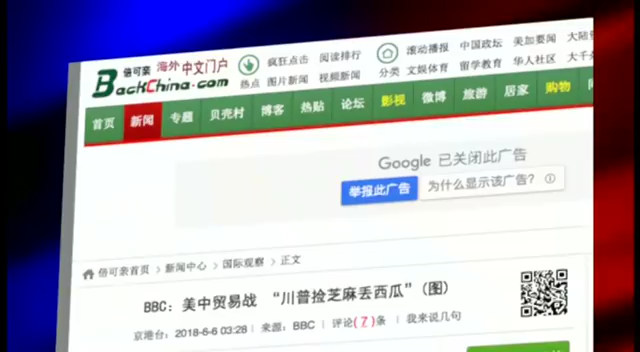 倍可亲 海外中文门户
BackChina.com
热点 疯狂点击 阅读排行
图片新闻 视频新闻
分类 滚动播报 中国政坛 美加要闻
文娱体育 留学教育 华人社区
首页 新闻 专题 贝壳村 博客 热贴 论坛 影视 微博 旅游 居家 购物
Google 已关闭此广告
举报此广告 为什么显示该广告? ⓘ
倍可亲首页 > 新闻中心 > 国际观察 > 正文
BBC: 美中贸易战 “川普捡芝麻丢西瓜”(图)
京港台: 2018-6-6 03:28 | 来源: BBC | 评论(7)条 | 我来说几句